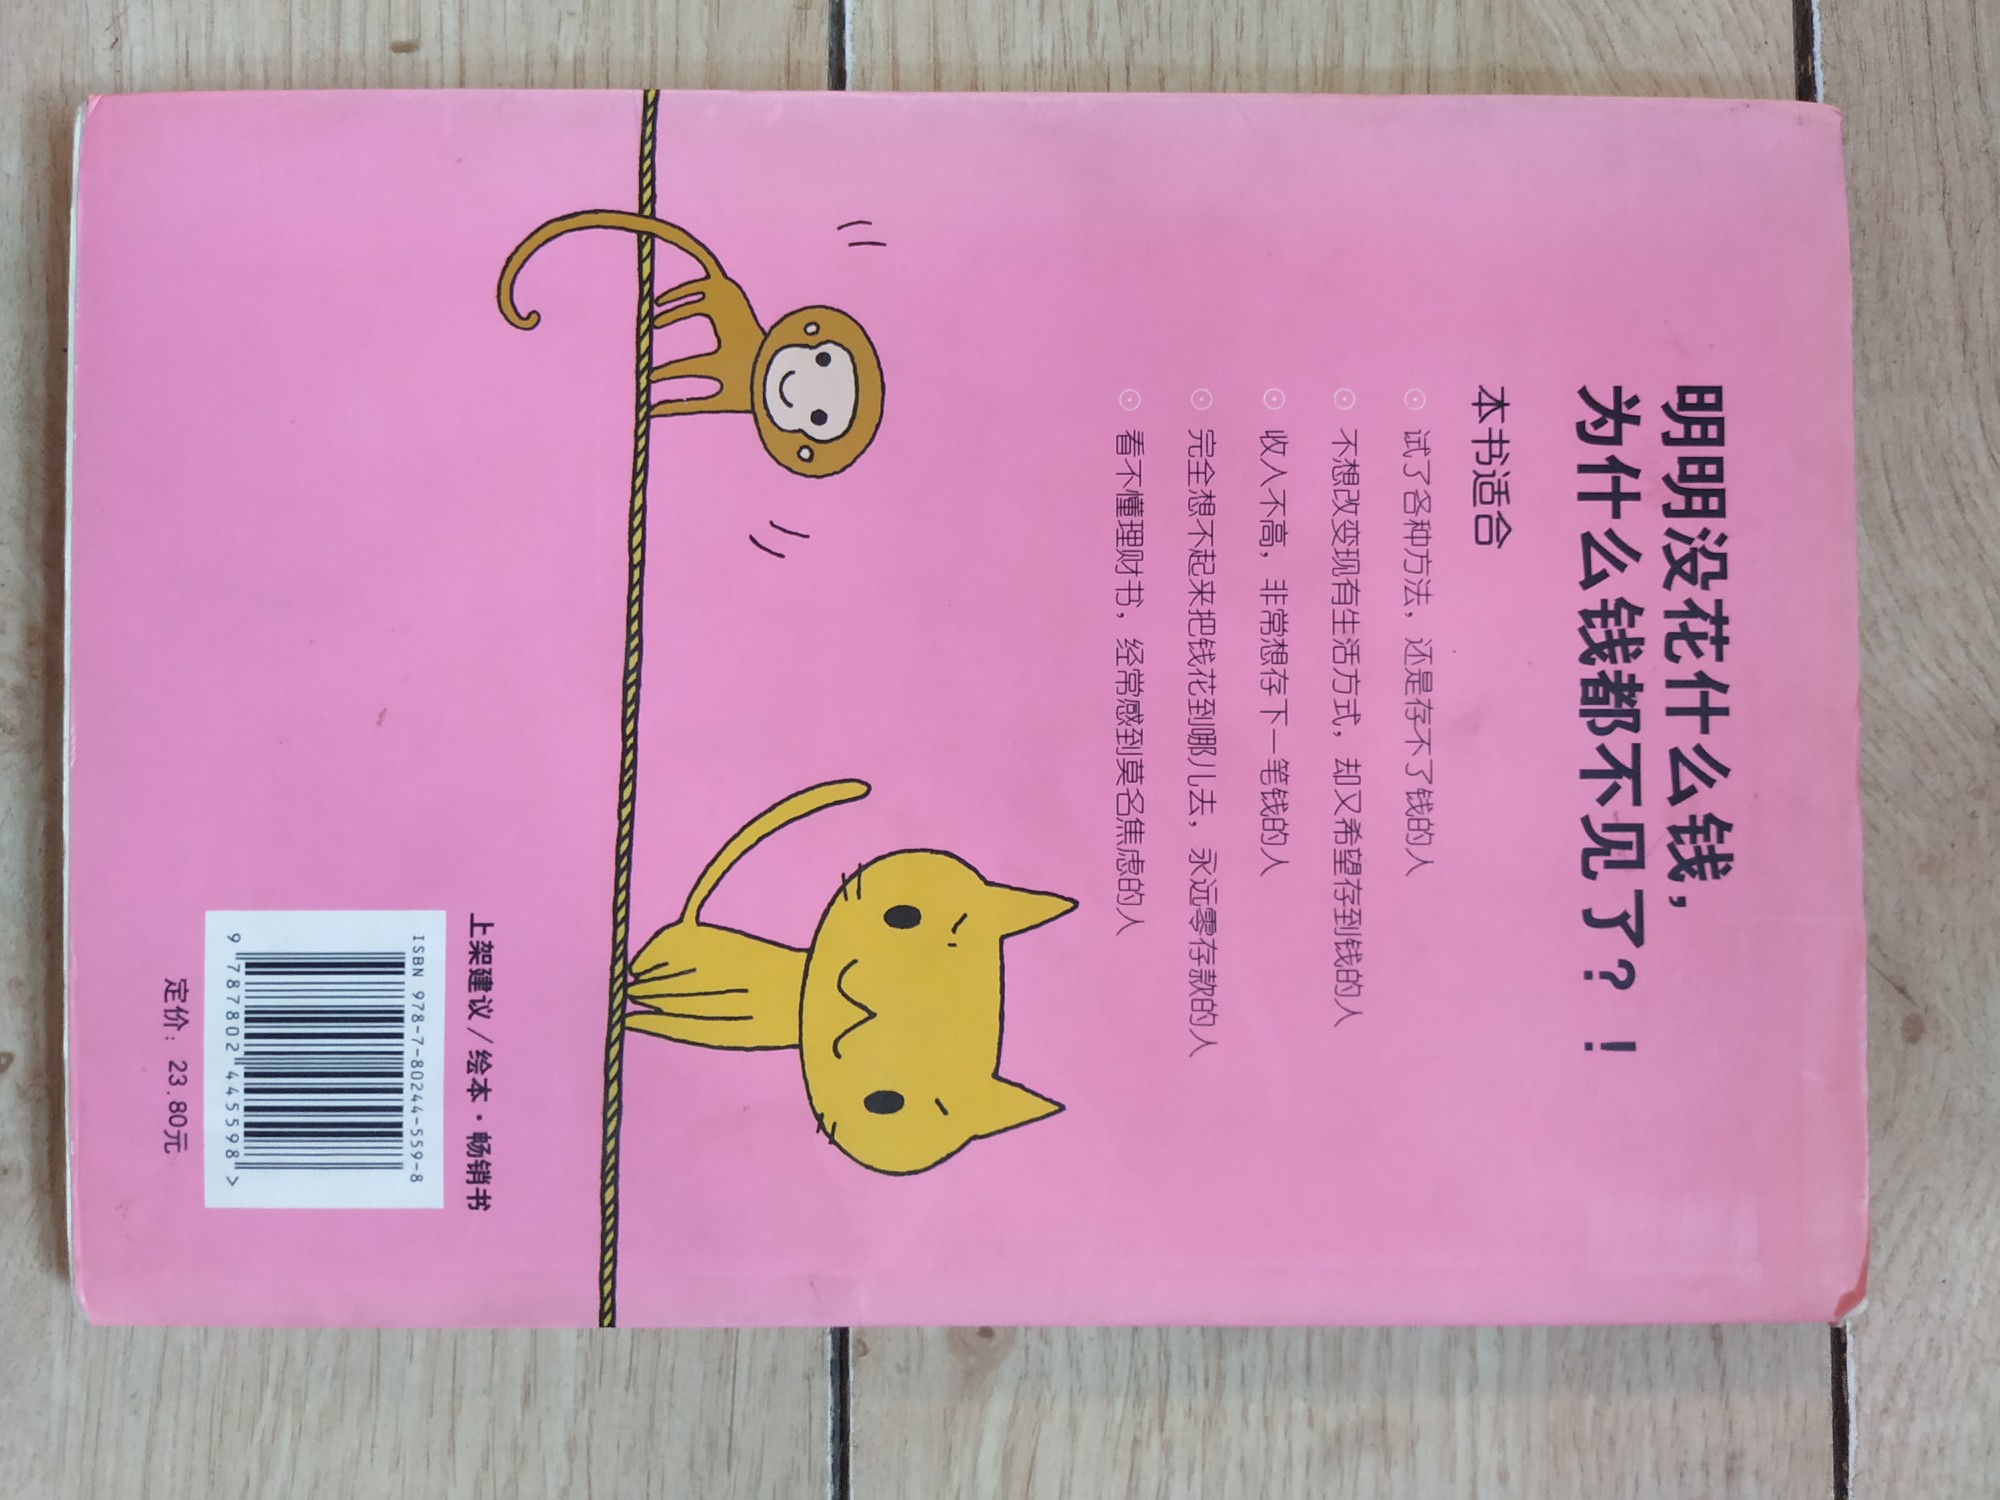 明明没花什么钱，
为什么钱都不见了？！
本书适合
⊙ 试了各种方法，还是存不了钱的人
⊙ 不想改变现有生活方式，却又希望存到钱的人
⊙ 收入不高，非常想存下一笔钱的人
⊙ 完全想不起来把钱花到哪儿去，永远零存款的人
⊙ 看不懂理财书，经常感到莫名焦虑的人
上架建议／绘本·畅销书
ISBN 978-7-80244-559-8
9 787802 445598 >
定价：23.80元